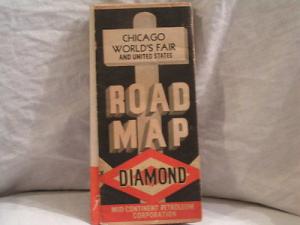 CHICAGO
WORLD'S FAIR
AND UNITED STATES
ROAD
MAP
DIAMOND
MID-CONTINENT PETROLEUM
CORPORATION